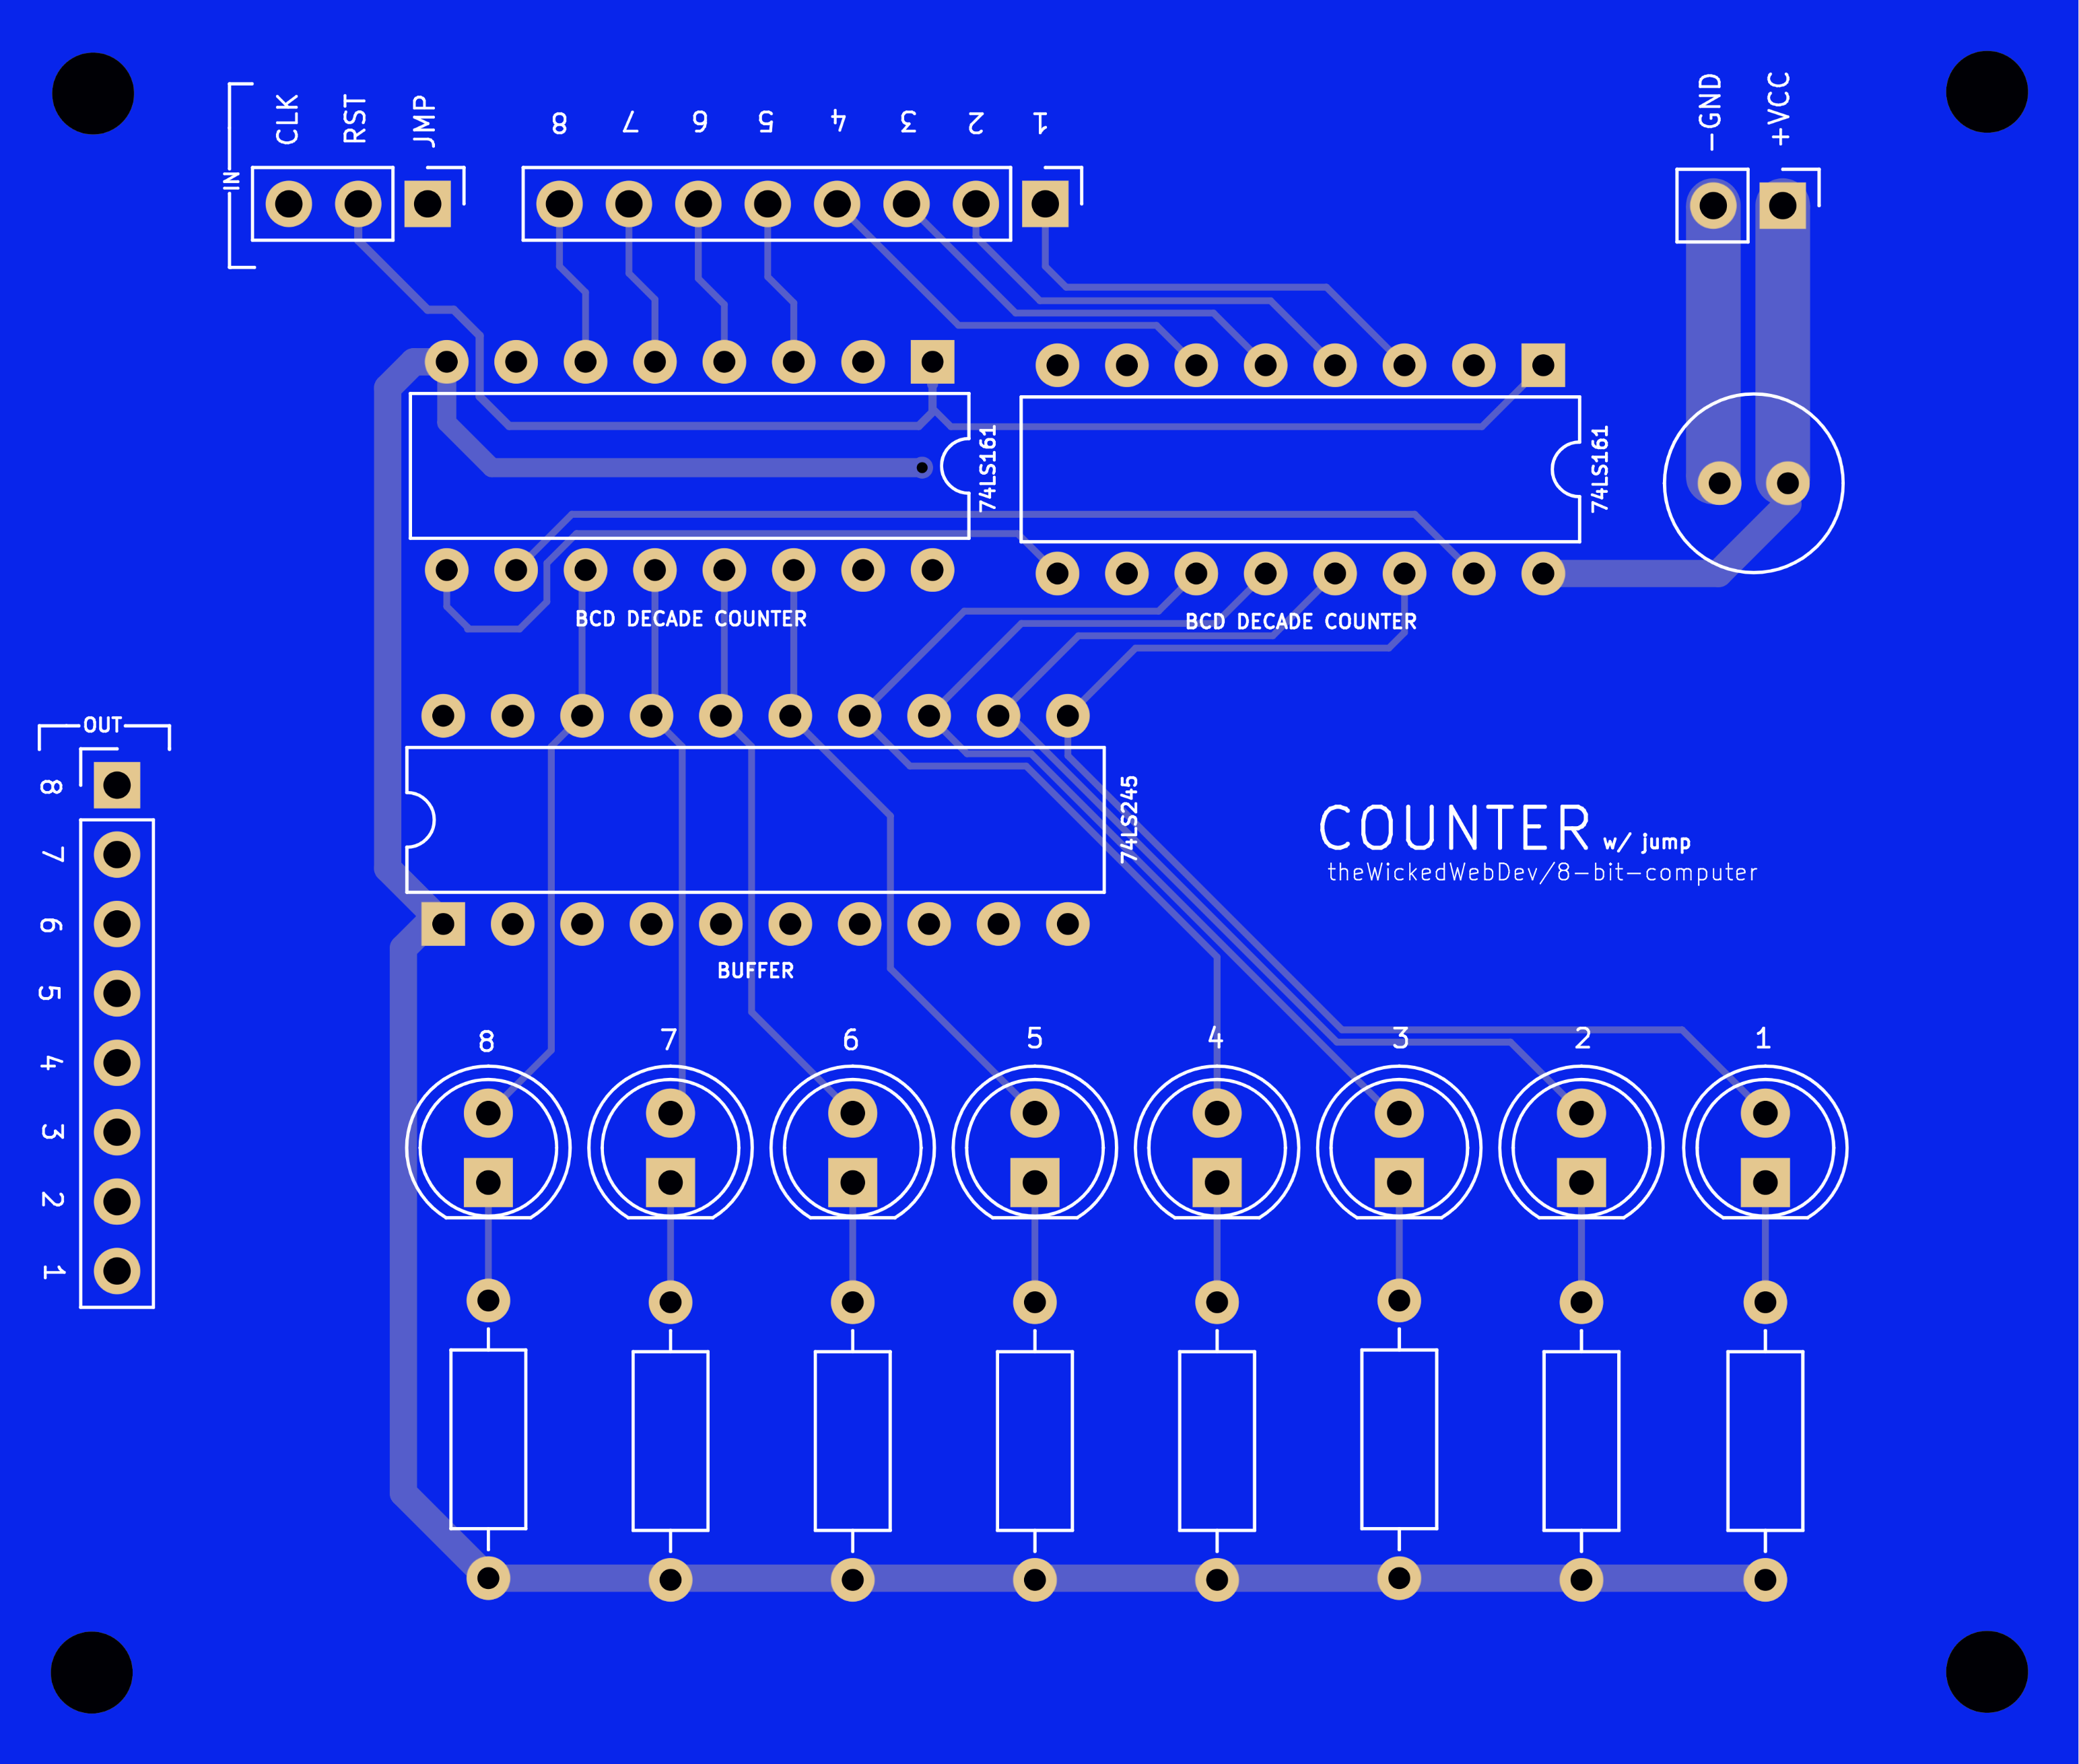 CLK
RST
JMP
IN
8 7 6 5 4 3 2 1
-GND
+VCC
74LS161
74LS161
BCD DECADE COUNTER
BCD DECADE COUNTER
OUT
8
7
6
5
4
3
2
1
74LS245
COUNTER w/ jump
theWickedWebDev/8-bit-computer
BUFFER
8 7 6 5 4 3 2 1